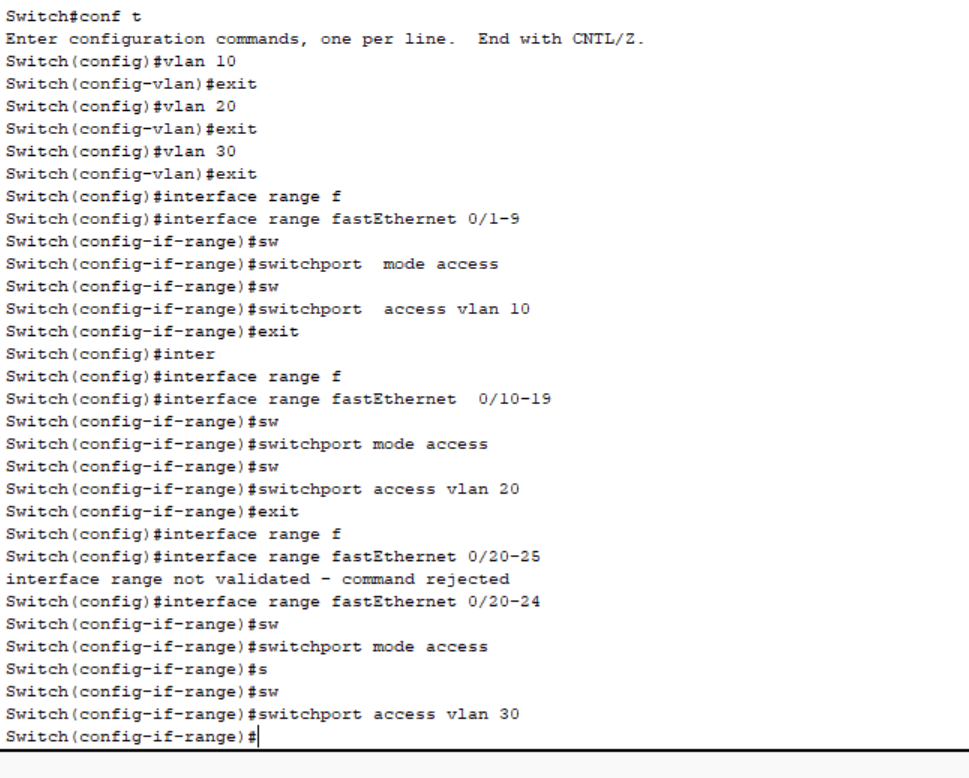 Switch#conf t
Enter configuration commands, one per line.  End with CNTL/Z.
Switch(config)#vlan 10
Switch(config-vlan)#exit
Switch(config)#vlan 20
Switch(config-vlan)#exit
Switch(config)#vlan 30
Switch(config-vlan)#exit
Switch(config)#interface range f
Switch(config)#interface range fastEthernet 0/1-9
Switch(config-if-range)#sw
Switch(config-if-range)#switchport  mode access
Switch(config-if-range)#sw
Switch(config-if-range)#switchport  access vlan 10
Switch(config-if-range)#exit
Switch(config)#inter
Switch(config)#interface range f
Switch(config)#interface range fastEthernet  0/10-19
Switch(config-if-range)#sw
Switch(config-if-range)#switchport mode access
Switch(config-if-range)#sw
Switch(config-if-range)#switchport access vlan 20
Switch(config-if-range)#exit
Switch(config)#interface range f
Switch(config)#interface range fastEthernet 0/20-25
interface range not validated - command rejected
Switch(config)#interface range fastEthernet 0/20-24
Switch(config-if-range)#sw
Switch(config-if-range)#switchport mode access
Switch(config-if-range)#s
Switch(config-if-range)#sw
Switch(config-if-range)#switchport access vlan 30
Switch(config-if-range)#